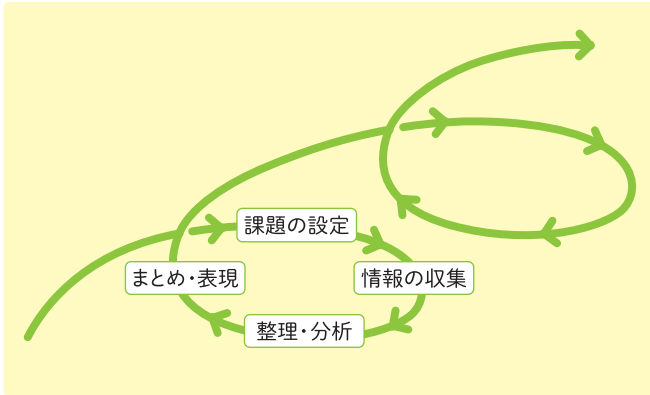 課題の設定
情報の収集
整理・分析
まとめ・表現